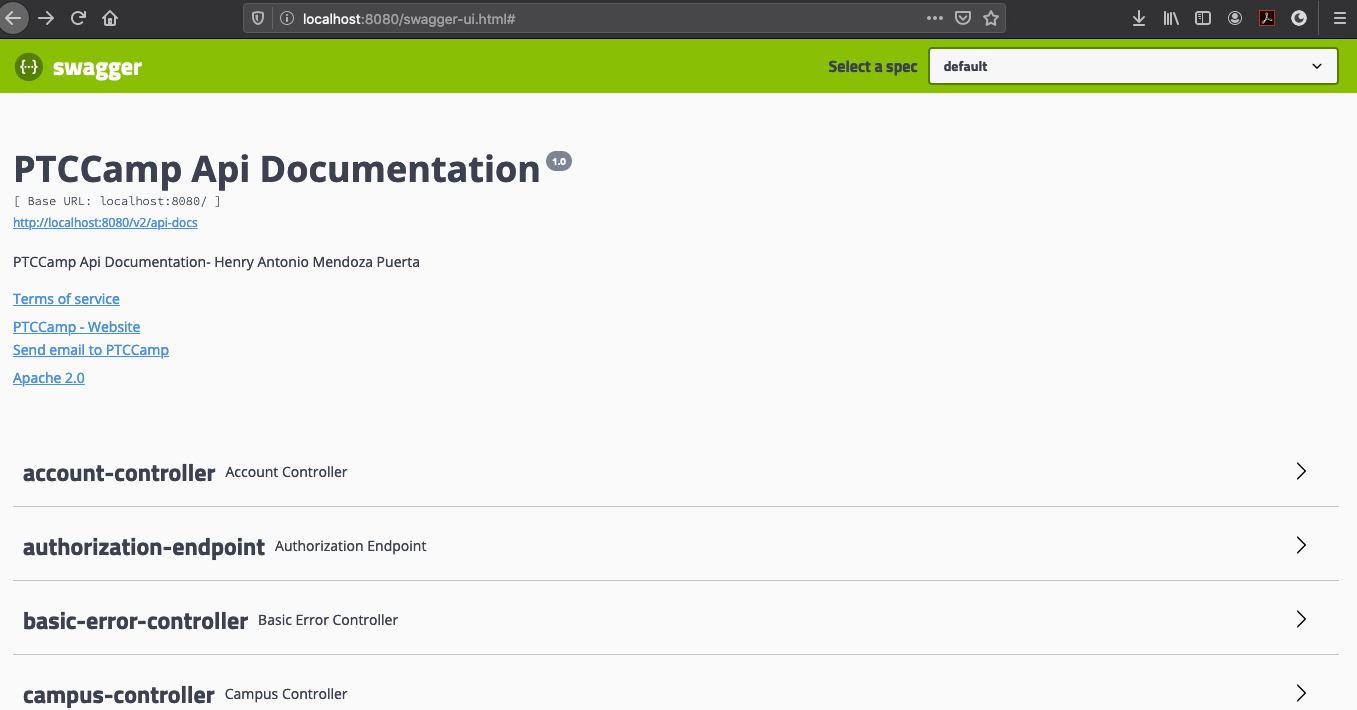 localhost:8080/swagger-ui.html#
{···} swagger
Select a spec
default
PTCCamp Api Documentation 1.0
[ Base URL: localhost:8080/ ]
http://localhost:8080/v2/api-docs
PTCCamp Api Documentation- Henry Antonio Mendoza Puerta
Terms of service
PTCCamp - Website
Send email to PTCCamp
Apache 2.0
account-controller Account Controller
authorization-endpoint Authorization Endpoint
basic-error-controller Basic Error Controller
campus-controller Campus Controller